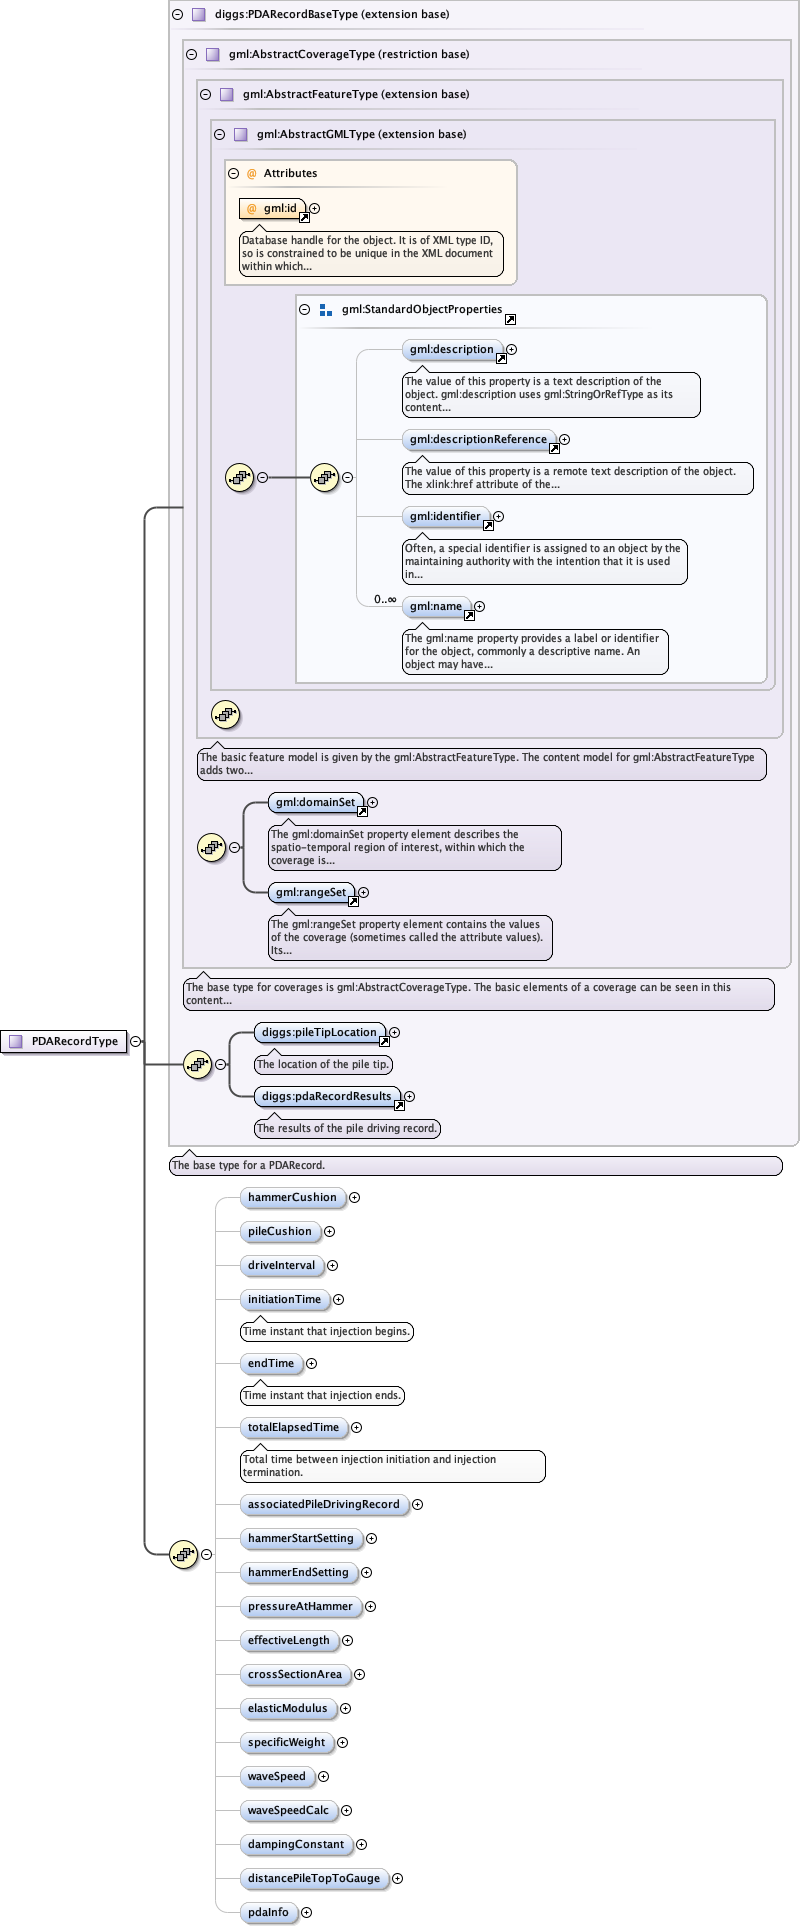 diggs:PDARecordBaseType (extension base)
gml:AbstractCoverageType (restriction base)
gml:AbstractFeatureType (extension base)
gml:AbstractGMLType (extension base)
@ Attributes
@ gml:id
Database handle for the object. It is of XML type ID,
so is constrained to be unique in the XML document
within which...
gml:StandardObjectProperties
gml:description
The value of this property is a text description of the
object. gml:description uses gml:StringOrRefType as its
content...
gml:descriptionReference
The value of this property is a remote text description of the object.
The xlink:href attribute of the...
gml:identifier
Often, a special identifier is assigned to an object by the
maintaining authority with the intention that it is used
in...
0..∞
gml:name
The gml:name property provides a label or identifier
for the object, commonly a descriptive name. An
object may have...
The basic feature model is given by the gml:AbstractFeatureType. The content model for gml:AbstractFeatureType
adds two...
gml:domainSet
The gml:domainSet property element describes the
spatio-temporal region of interest, within which the
coverage is...
gml:rangeSet
The gml:rangeSet property element contains the values
of the coverage (sometimes called the attribute values).
Its...
The base type for coverages is gml:AbstractCoverageType. The basic elements of a coverage can be seen in this
content...
PDARecordType
diggs:pileTipLocation
The location of the pile tip.
diggs:pdaRecordResults
The results of the pile driving record.
The base type for a PDARecord.
hammerCushion
pileCushion
driveInterval
initiationTime
Time instant that injection begins.
endTime
Time instant that injection ends.
totalElapsedTime
Total time between injection initiation and injection
termination.
associatedPileDrivingRecord
hammerStartSetting
hammerEndSetting
pressureAtHammer
effectiveLength
crossSectionArea
elasticModulus
specificWeight
waveSpeed
waveSpeedCalc
dampingConstant
distancePileTopToGauge
pdaInfo